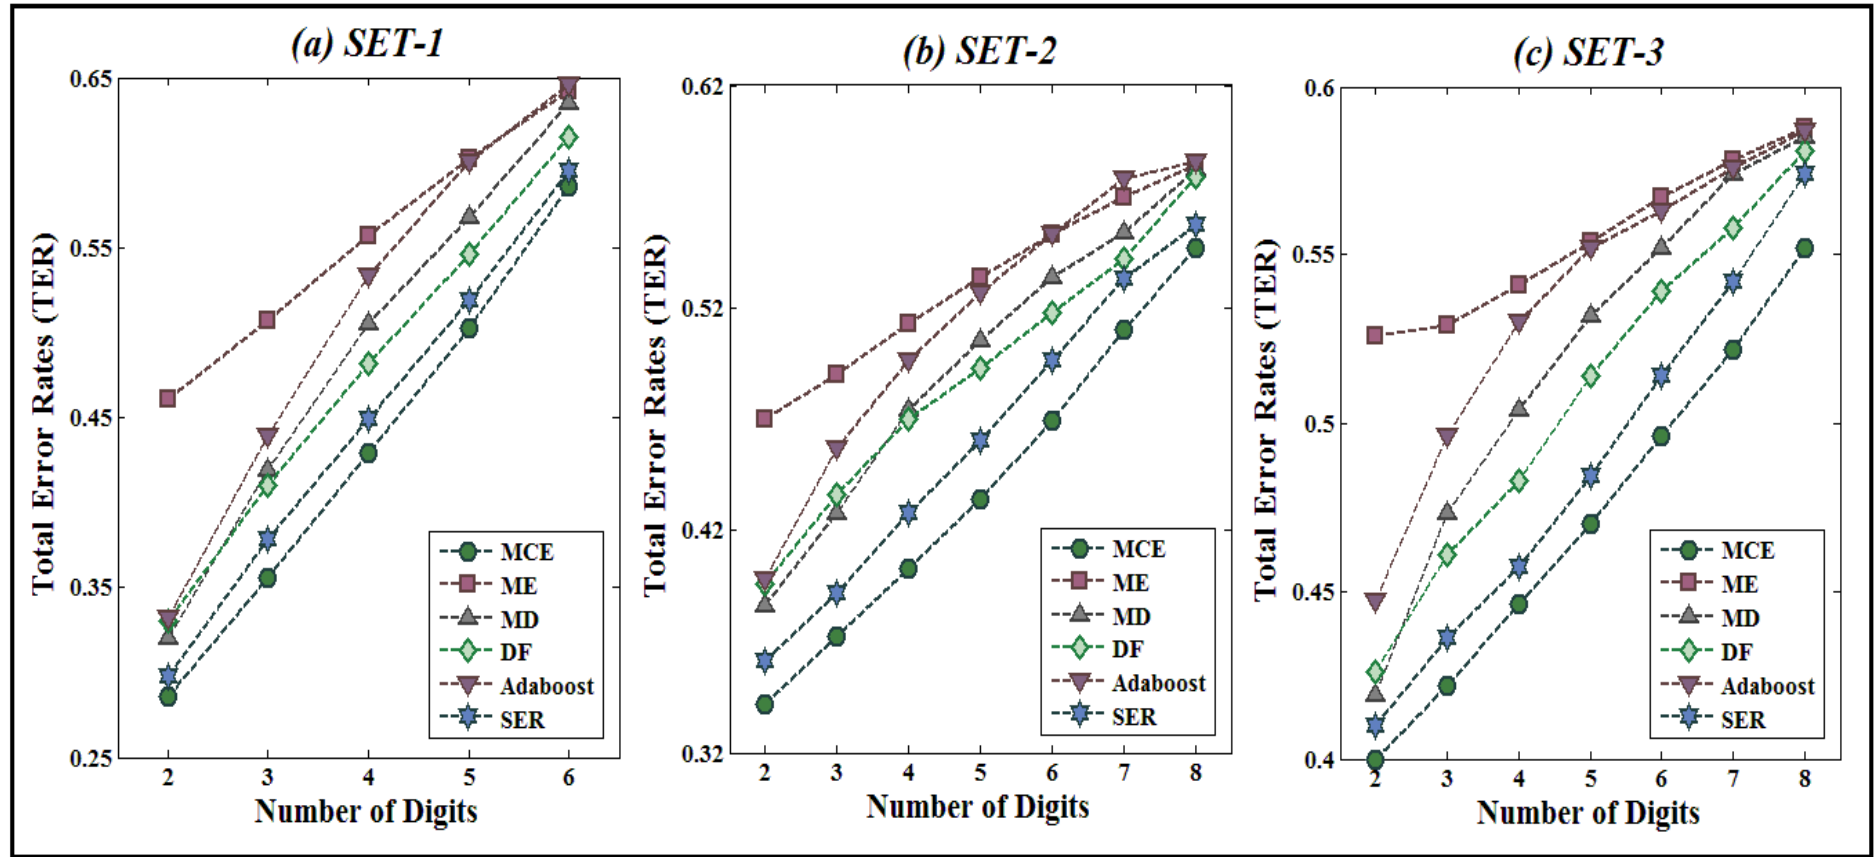 (a) SET-1
0.65
0.55
0.45
0.35
0.25
Total Error Rates (TER)
2 3 4 5 6
Number of Digits
MCE
ME
MD
DF
Adaboost
SER
(b) SET-2
0.62
0.52
0.42
0.32
Total Error Rates (TER)
2 3 4 5 6 7 8
Number of Digits
MCE
ME
MD
DF
Adaboost
SER
(c) SET-3
0.6
0.55
0.5
0.45
0.4
Total Error Rates (TER)
2 3 4 5 6 7 8
Number of Digits
MCE
ME
MD
DF
Adaboost
SER